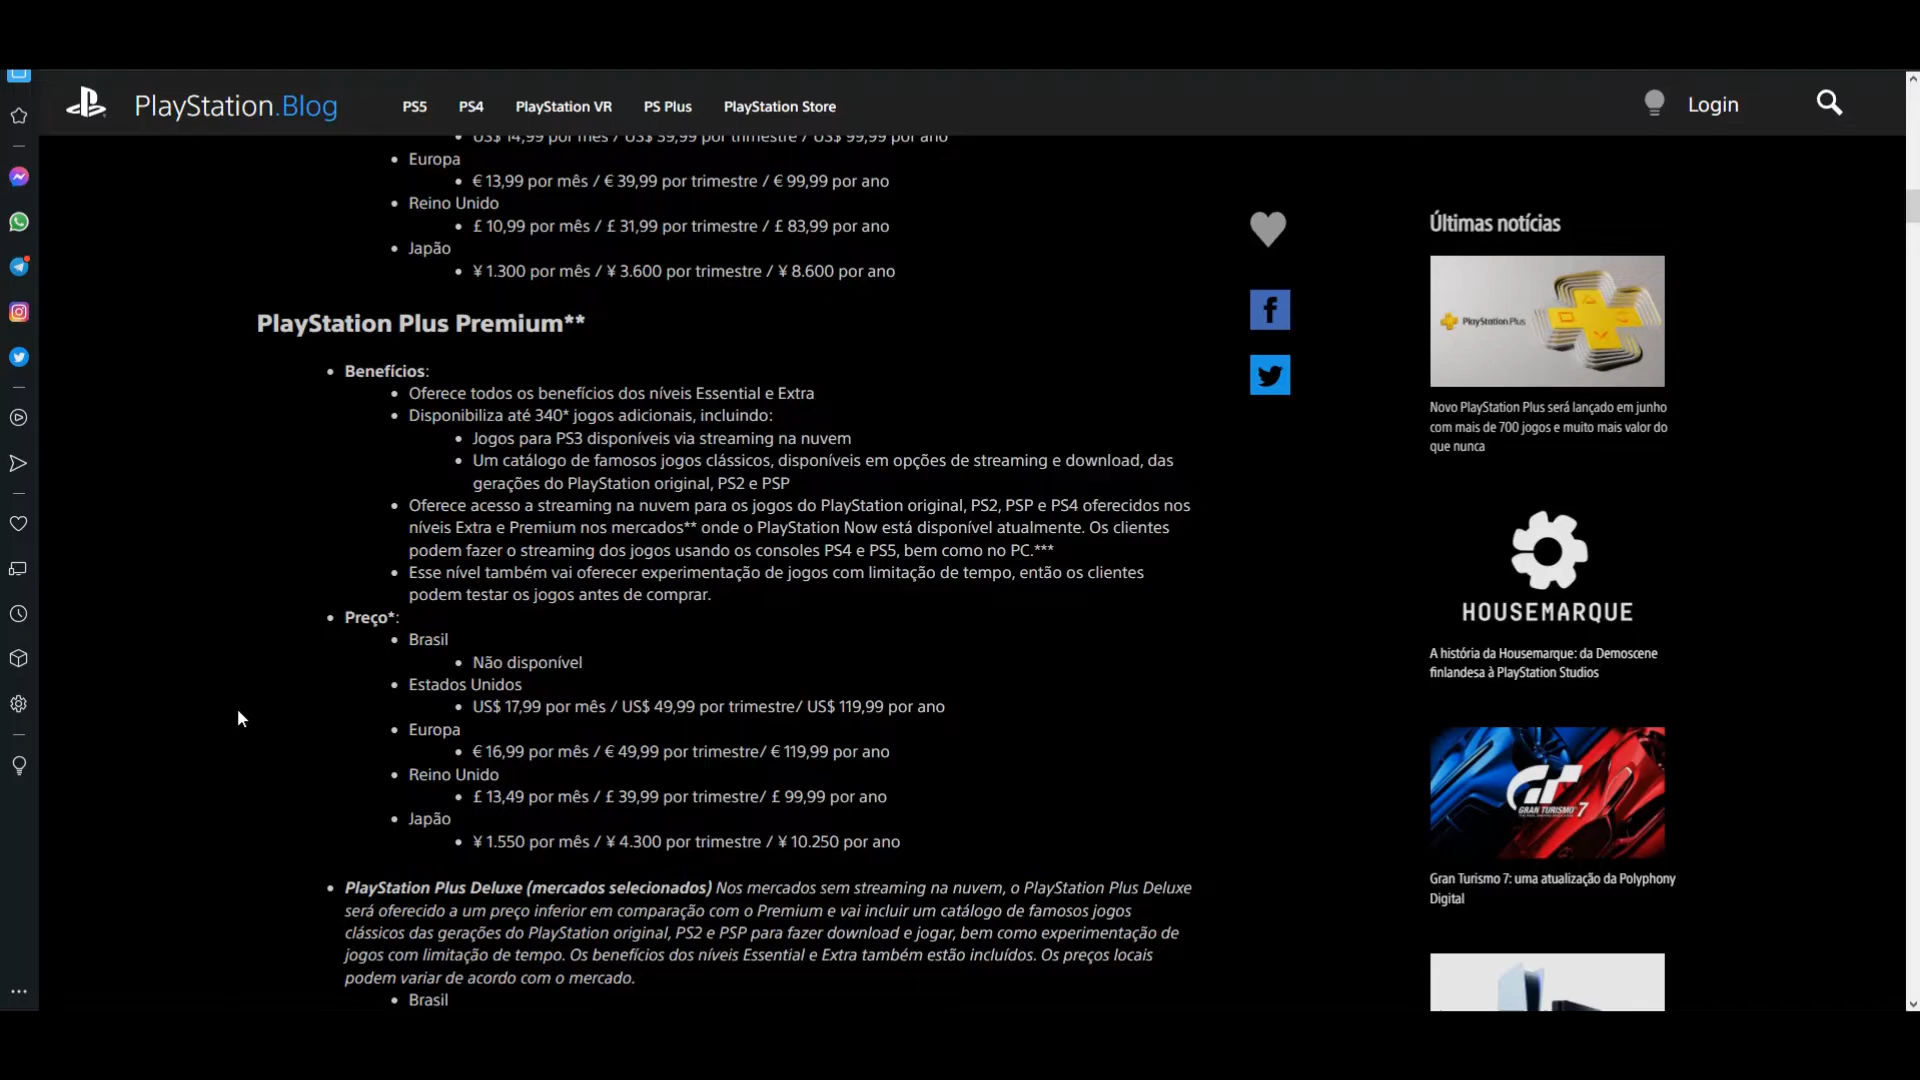 PlayStation.Blog
PS5
PS4
PlayStation VR
PS Plus
PlayStation Store
Login
US$ 14,99 por mês / US$ 39,99 por trimestre / US$ 99,99 por ano
Europa
€ 13,99 por mês / € 39,99 por trimestre / € 99,99 por ano
Reino Unido
£ 10,99 por mês / £ 31,99 por trimestre / £ 83,99 por ano
Japão
¥ 1.300 por mês / ¥ 3.600 por trimestre / ¥ 8.600 por ano
PlayStation Plus Premium**
Benefícios:
Oferece todos os benefícios dos níveis Essential e Extra
Disponibiliza até 340* jogos adicionais, incluindo:
Jogos para PS3 disponíveis via streaming na nuvem
Um catálogo de famosos jogos clássicos, disponíveis em opções de streaming e download, das
gerações do PlayStation original, PS2 e PSP
Oferece acesso a streaming na nuvem para os jogos do PlayStation original, PS2, PSP e PS4 oferecidos nos
níveis Extra e Premium nos mercados** onde o PlayStation Now está disponível atualmente. Os clientes
podem fazer o streaming dos jogos usando os consoles PS4 e PS5, bem como no PC.***
Esse nível também vai oferecer experimentação de jogos com limitação de tempo, então os clientes
podem testar os jogos antes de comprar.
Preço*:
Brasil
Não disponível
Estados Unidos
US$ 17,99 por mês / US$ 49,99 por trimestre/ US$ 119,99 por ano
Europa
€ 16,99 por mês / € 49,99 por trimestre/ € 119,99 por ano
Reino Unido
£ 13,49 por mês / £ 39,99 por trimestre/ £ 99,99 por ano
Japão
¥ 1.550 por mês / ¥ 4.300 por trimestre / ¥ 10.250 por ano
PlayStation Plus Deluxe (mercados selecionados) Nos mercados sem streaming na nuvem, o PlayStation Plus Deluxe
será oferecido a um preço inferior em comparação com o Premium e vai incluir um catálogo de famosos jogos
clássicos das gerações do PlayStation original, PS2 e PSP para fazer download e jogar, bem como experimentação de
jogos com limitação de tempo. Os benefícios dos níveis Essential e Extra também estão incluídos. Os preços locais
podem variar de acordo com o mercado.
Brasil
Últimas notícias
PlayStation Plus
Novo PlayStation Plus será lançado em junho
com mais de 700 jogos e muito mais valor do
que nunca
HOUSEMARQUE
A história da Housemarque: da Demoscene
finlandesa à PlayStation Studios
GT
GRAN TURISMO 7
Gran Turismo 7: uma atualização da Polyphony
Digital